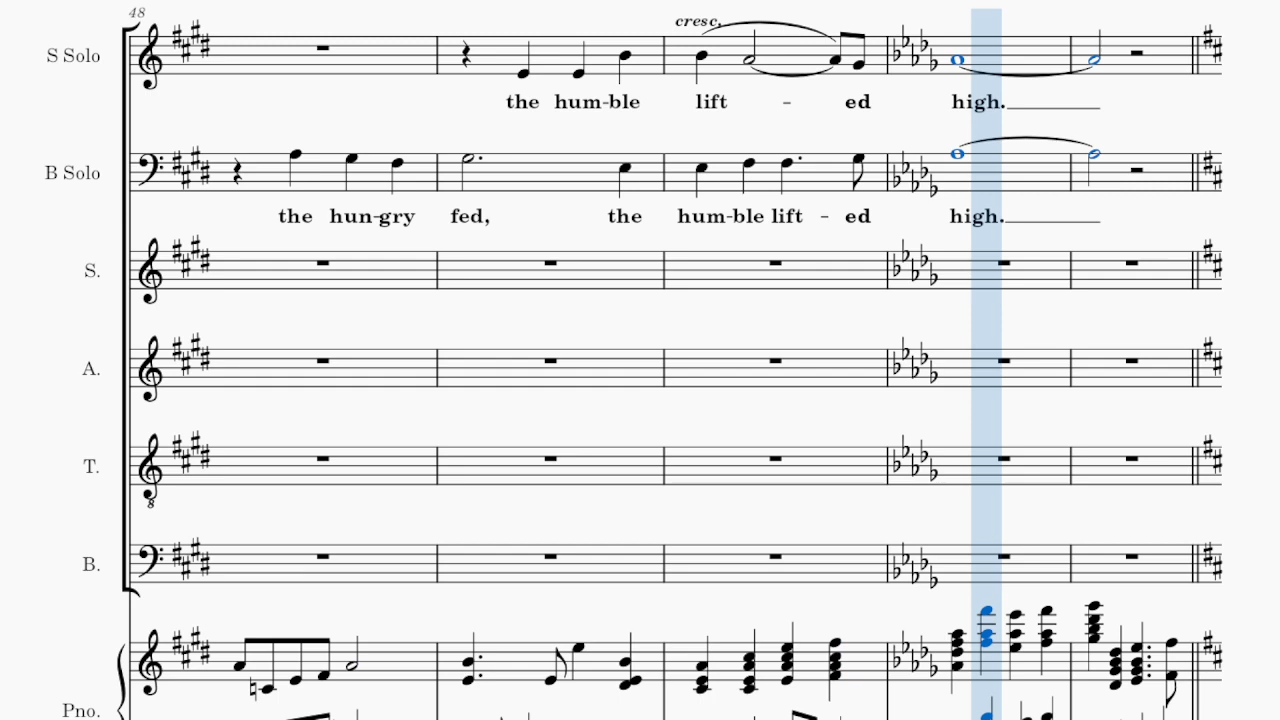 48
cresc.
S Solo
the hum-ble lift - ed high.
B Solo
the hun-gry fed, the hum-ble lift - ed high.
S.
A.
T.
8
B.
Pno.